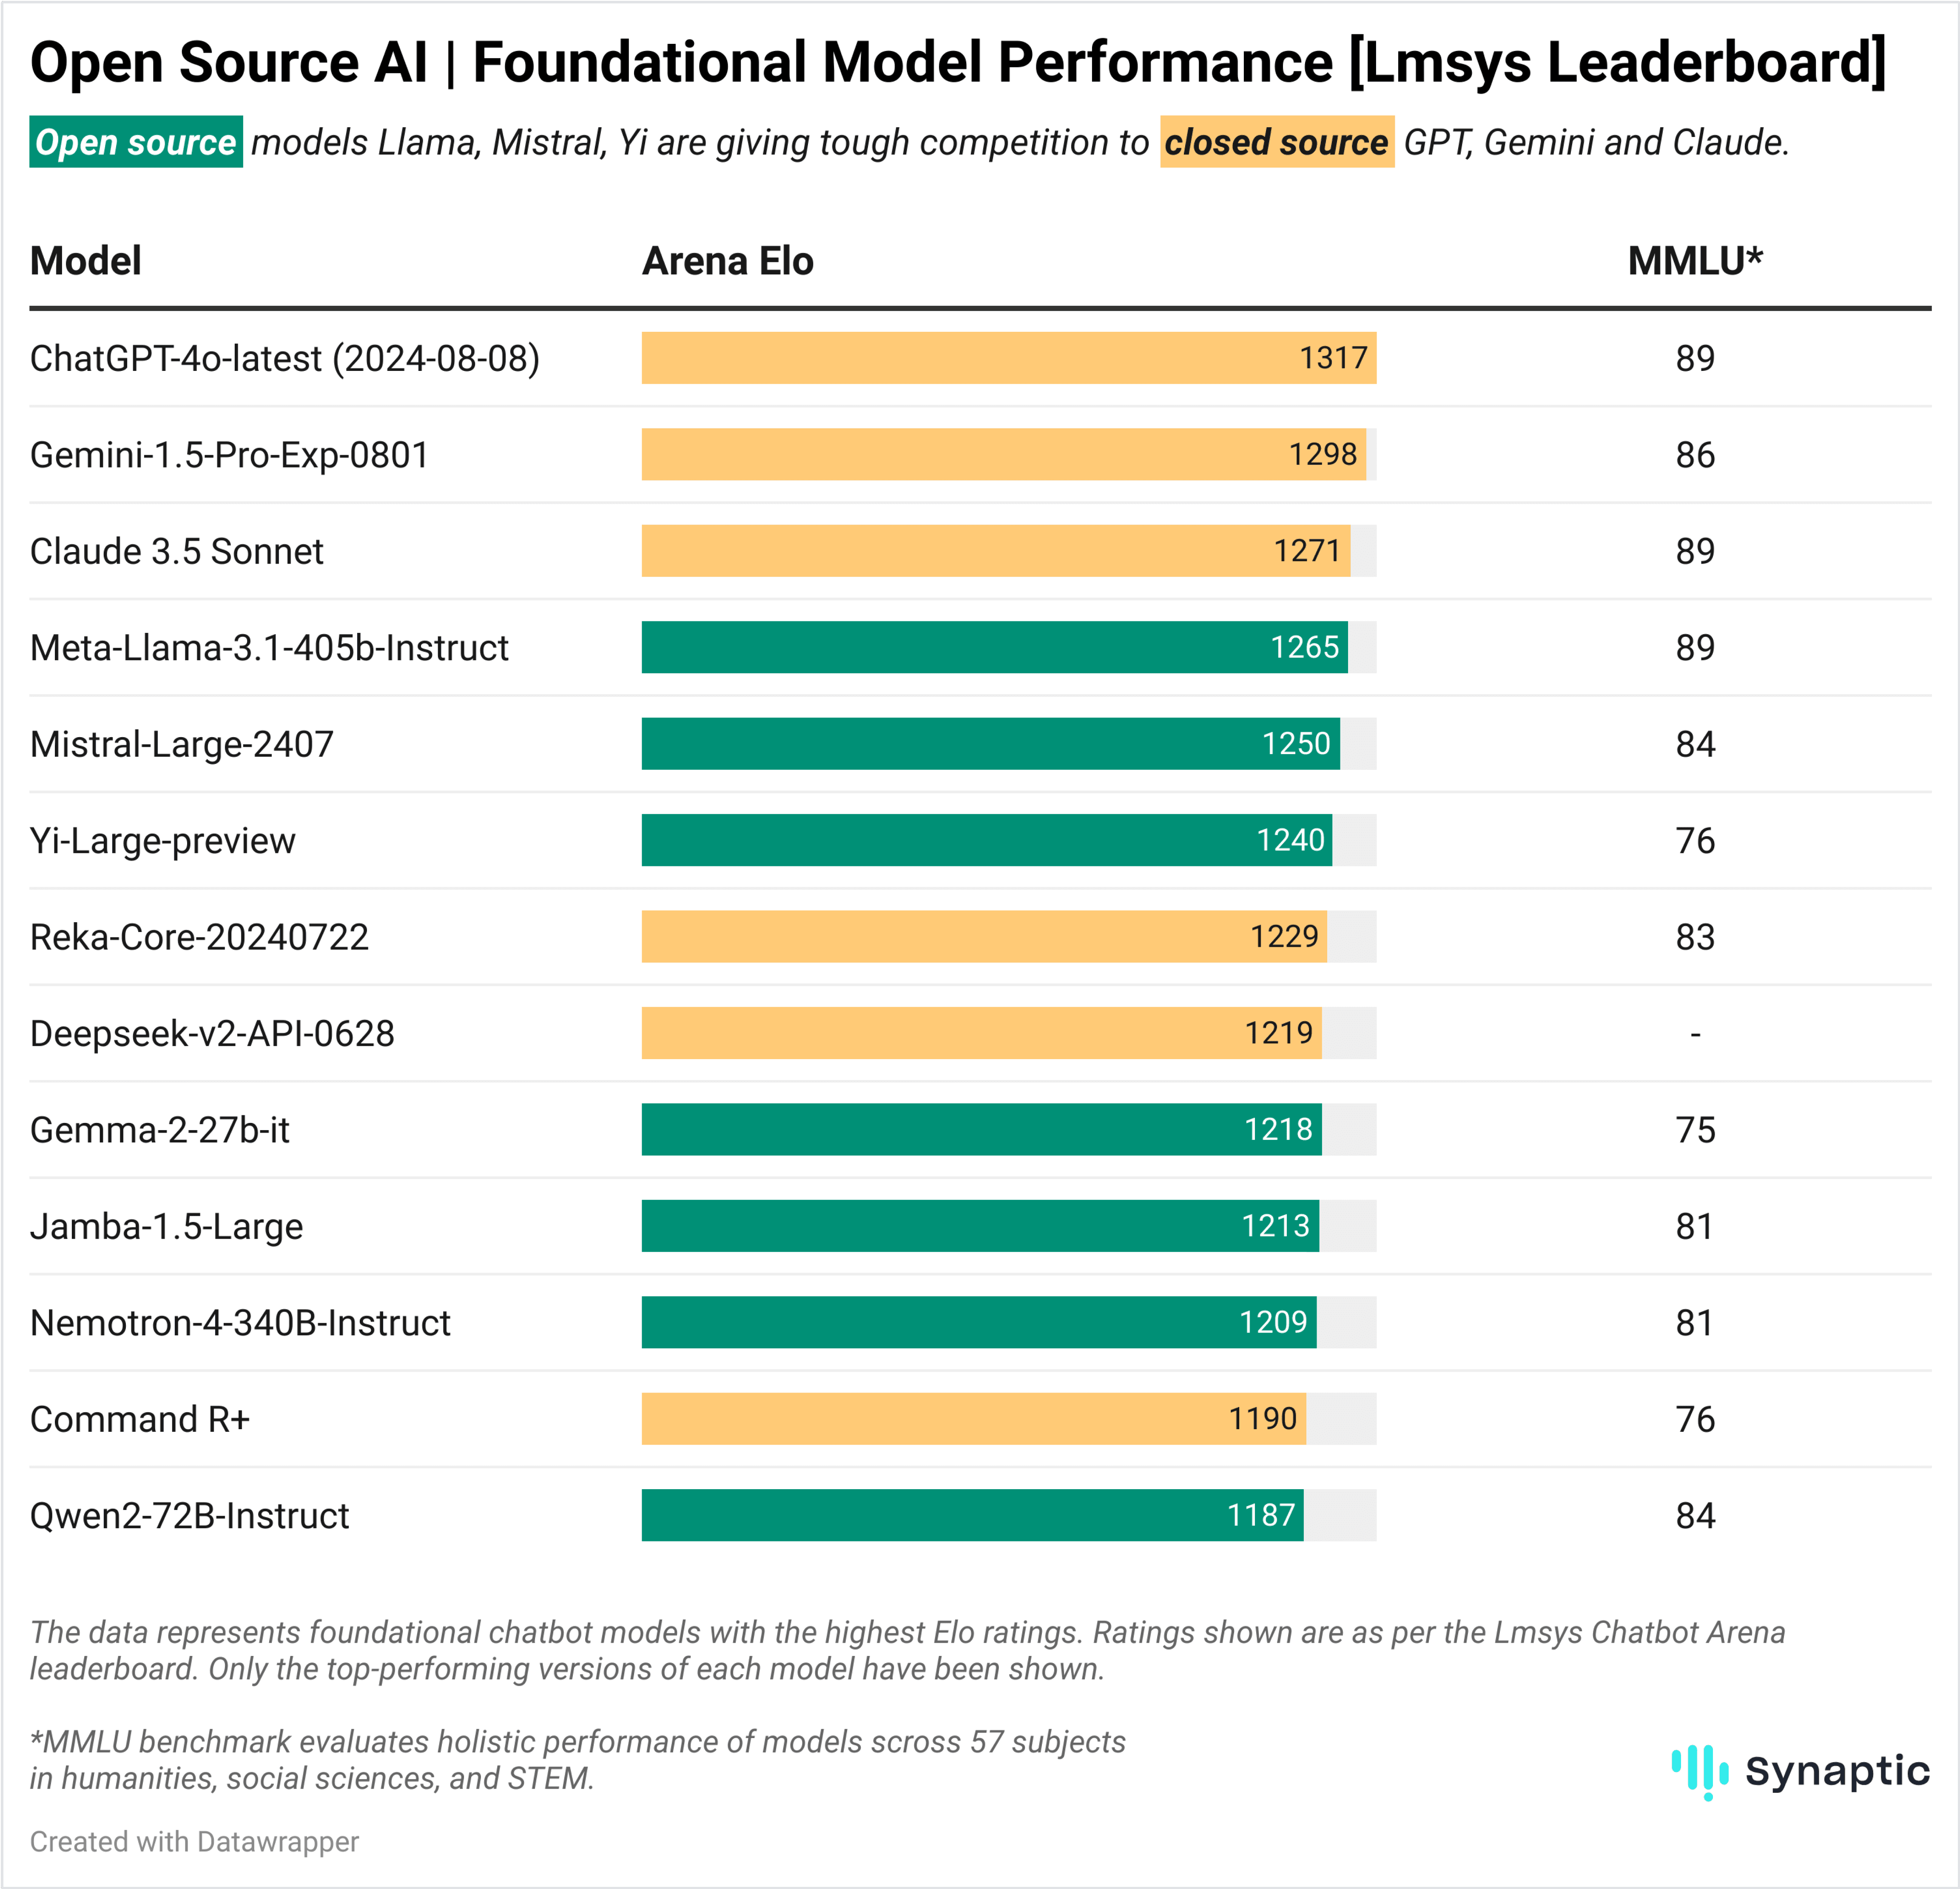 Open Source AI | Foundational Model Performance [Lmsys Leaderboard]
Open source models Llama, Mistral, Yi are giving tough competition to closed source GPT, Gemini and Claude.
Model Arena Elo MMLU*
ChatGPT-4o-latest (2024-08-08) 1317 89
Gemini-1.5-Pro-Exp-0801 1298 86
Claude 3.5 Sonnet 1271 89
Meta-Llama-3.1-405b-Instruct 1265 89
Mistral-Large-2407 1250 84
Yi-Large-preview 1240 76
Reka-Core-20240722 1229 83
Deepseek-v2-API-0628 1219 -
Gemma-2-27b-it 1218 75
Jamba-1.5-Large 1213 81
Nemotron-4-340B-Instruct 1209 81
Command R+ 1190 76
Qwen2-72B-Instruct 1187 84
The data represents foundational chatbot models with the highest Elo ratings. Ratings shown are as per the Lmsys Chatbot Arena
leaderboard. Only the top-performing versions of each model have been shown.
*MMLU benchmark evaluates holistic performance of models scross 57 subjects
in humanities, social sciences, and STEM.
Synaptic
Created with Datawrapper